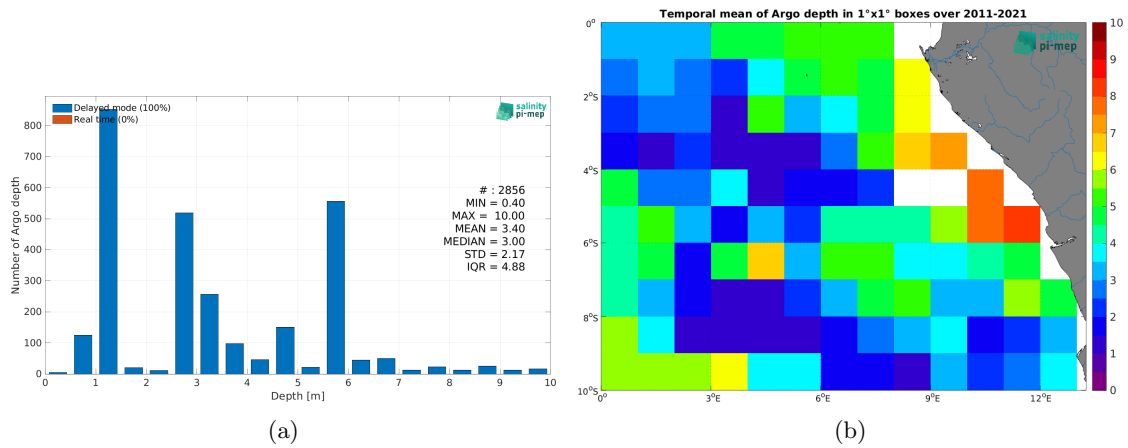 Delayed mode (100%)
Real time (0%)
salinity
pi-mep
Number of Argo depth
800
700
600
500
400
300
200
100
0
# : 2856
MIN = 0.40
MAX = 10.00
MEAN = 3.40
MEDIAN = 3.00
STD = 2.17
IQR = 4.88
0 1 2 3 4 5 6 7 8 9 10
Depth [m]
(a)
Temporal mean of Argo depth in 1°x1° boxes over 2011-2021
salinity
pi-mep
0°
2°S
4°S
6°S
8°S
10°S
0° 3°E 6°E 9°E 12°E
10
9
8
7
6
5
4
3
2
1
0
(b)